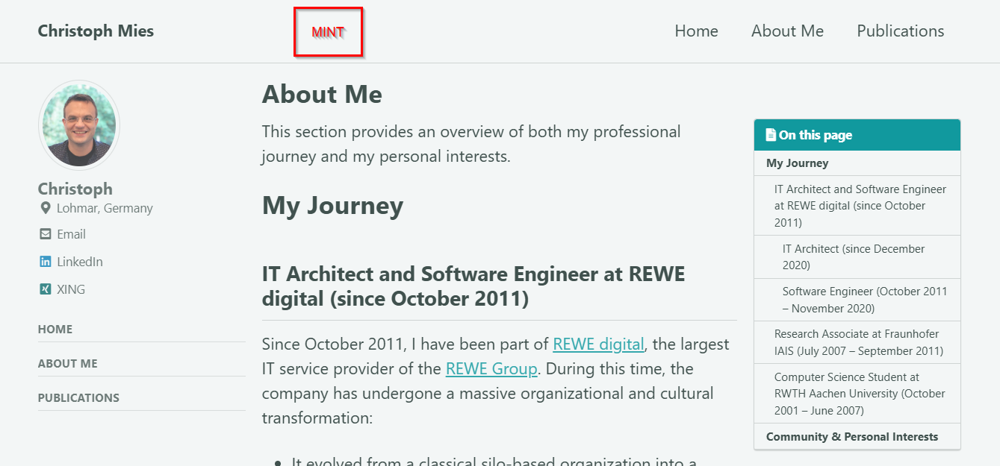 Christoph Mies
MINT
Home
About Me
Publications
Christoph
Lohmar, Germany
Email
LinkedIn
XING
HOME
ABOUT ME
PUBLICATIONS
About Me
This section provides an overview of both my professional
journey and my personal interests.
My Journey
IT Architect and Software Engineer at REWE
digital (since October 2011)
Since October 2011, I have been part of REWE digital, the largest
IT service provider of the REWE Group. During this time, the
company has undergone a massive organizational and cultural
transformation:
• It evolved from a classical silo-based organization into a
On this page
My Journey
IT Architect and Software Engineer
at REWE digital (since October
2011)
IT Architect (since December
2020)
Software Engineer (October 2011
– November 2020)
Research Associate at Fraunhofer
IAIS (July 2007 – September 2011)
Computer Science Student at
RWTH Aachen University (October
2001 – June 2007)
Community & Personal Interests